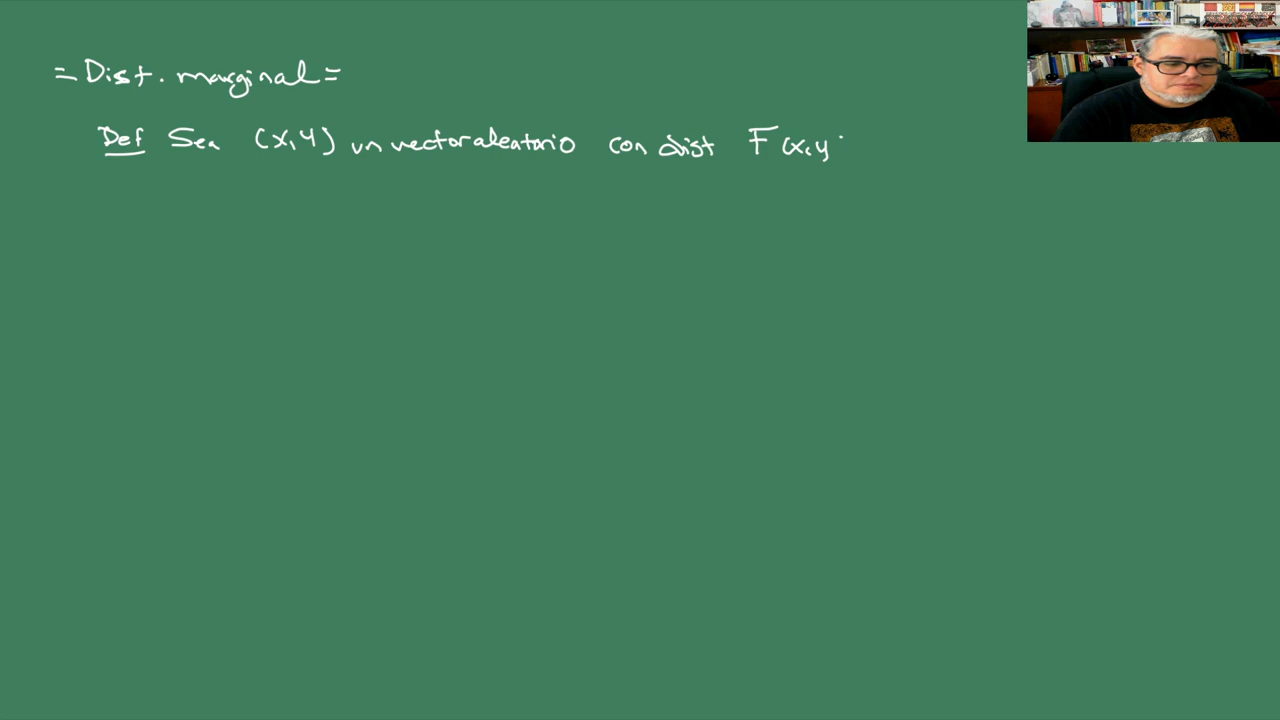 = Dist. marginal =
Def Sea (X,Y) un vector aleatorio con dist F(x,y